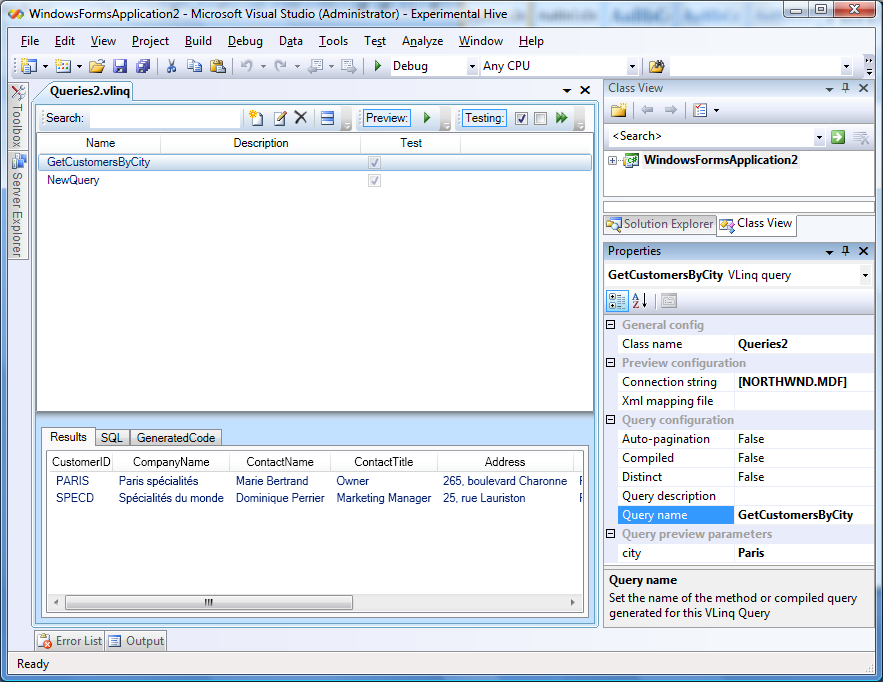 WindowsFormsApplication2 - Microsoft Visual Studio (Administrator) - Experimental Hive
File Edit View Project Build Debug Data Tools Test Analyze Window Help
Debug Any CPU
Toolbox
Server Explorer
Queries2.vlinq
Search: Preview: Testing:
Name Description Test
GetCustomersByCity
NewQuery
Results SQL GeneratedCode
CustomerID CompanyName ContactName ContactTitle Address
PARIS Paris spécialités Marie Bertrand Owner 265, boulevard Charonne
SPECD Spécialités du monde Dominique Perrier Marketing Manager 25, rue Lauriston
Class View
<Search>
WindowsFormsApplication2
Solution Explorer Class View
Properties
GetCustomersByCity VLinq query
General config
Class name Queries2
Preview configuration
Connection string [NORTHWND.MDF]
Xml mapping file
Query configuration
Auto-pagination False
Compiled False
Distinct False
Query description
Query name GetCustomersByCity
Query preview parameters
city Paris
Query name
Set the name of the method or compiled query
generated for this VLinq Query
Error List Output
Ready